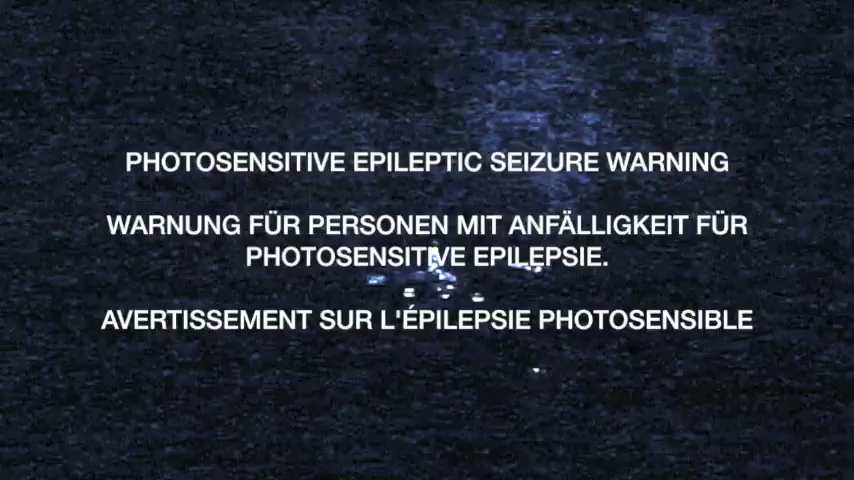 PHOTOSENSITIVE EPILEPTIC SEIZURE WARNING
WARNUNG FÜR PERSONEN MIT ANFÄLLIGKEIT FÜR
PHOTOSENSITIVE EPILEPSIE.
AVERTISSEMENT SUR L'ÉPILEPSIE PHOTOSENSIBLE